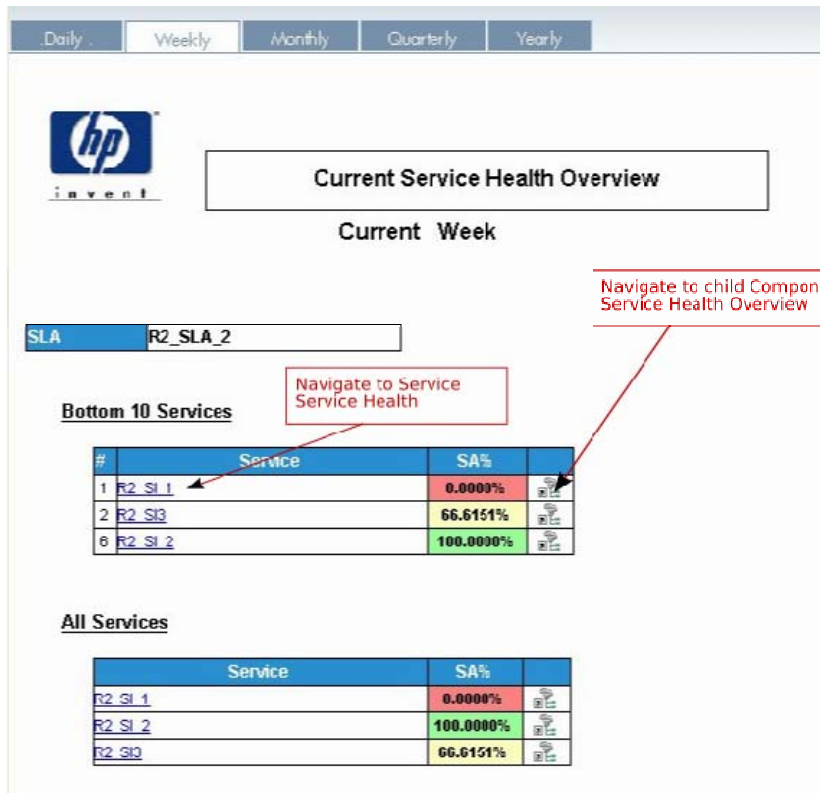 .Daily . Weekly Monthly Quarterly Yearly
hp
invent
Current Service Health Overview
Current Week
Navigate to child Compon
Service Health Overview
SLA R2_SLA_2
Navigate to Service
Service Health
Bottom 10 Services
# Service SA%
1 R2_SI_1 0.0000%
2 R2_SI3 66.6151%
6 R2_SI_2 100.0000%
All Services
Service SA%
R2_SI_1 0.0000%
R2_SI_2 100.0000%
R2_SI3 66.6151%